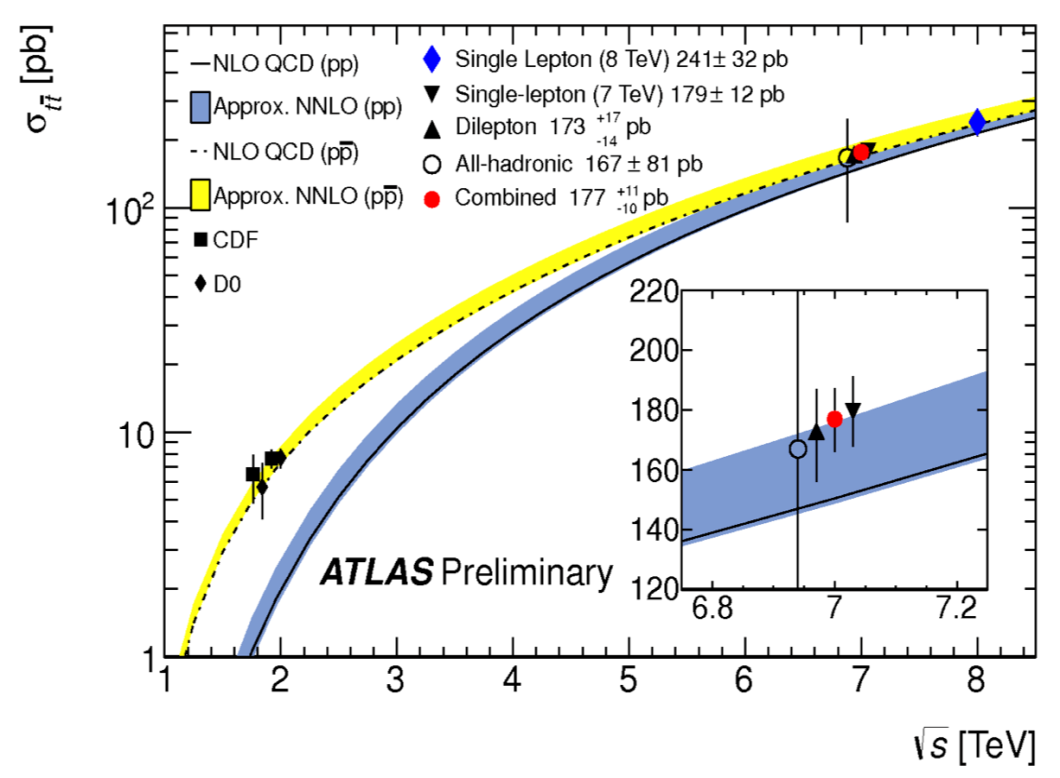 σtt̄ [pb]
NLO QCD (pp)
Approx. NNLO (pp)
NLO QCD (pp̄)
Approx. NNLO (pp̄)
CDF
D0
Single Lepton (8 TeV) 241± 32 pb
Single-lepton (7 TeV) 179± 12 pb
Dilepton 173 +17 -14 pb
All-hadronic 167 ± 81 pb
Combined 177 +11 -10 pb
10²
10
1
220
200
180
160
140
120
6.8 7 7.2
ATLAS Preliminary
1 2 3 4 5 6 7 8
√s [TeV]